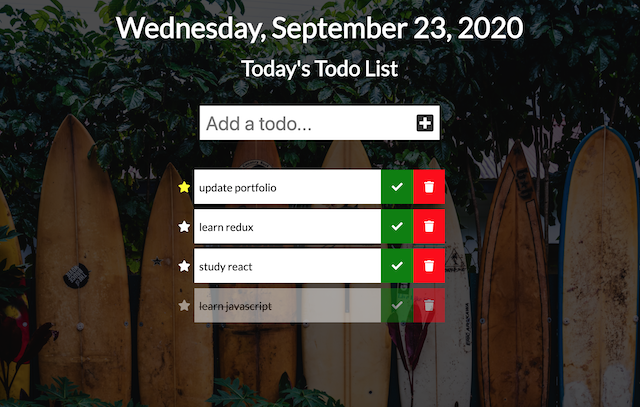 Wednesday, September 23, 2020
Today's Todo List
Add a todo...
update portfolio
learn redux
study react
learn javascript